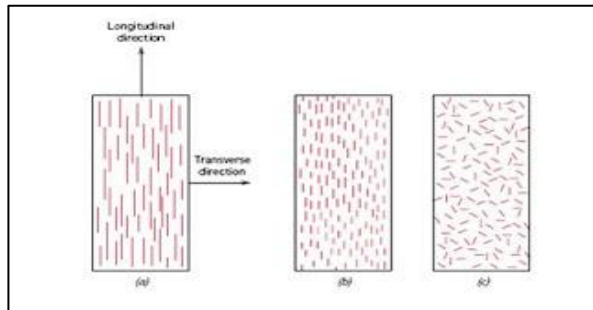 Longitudinal
direction
Transverse
direction
(a)
(b)
(c)